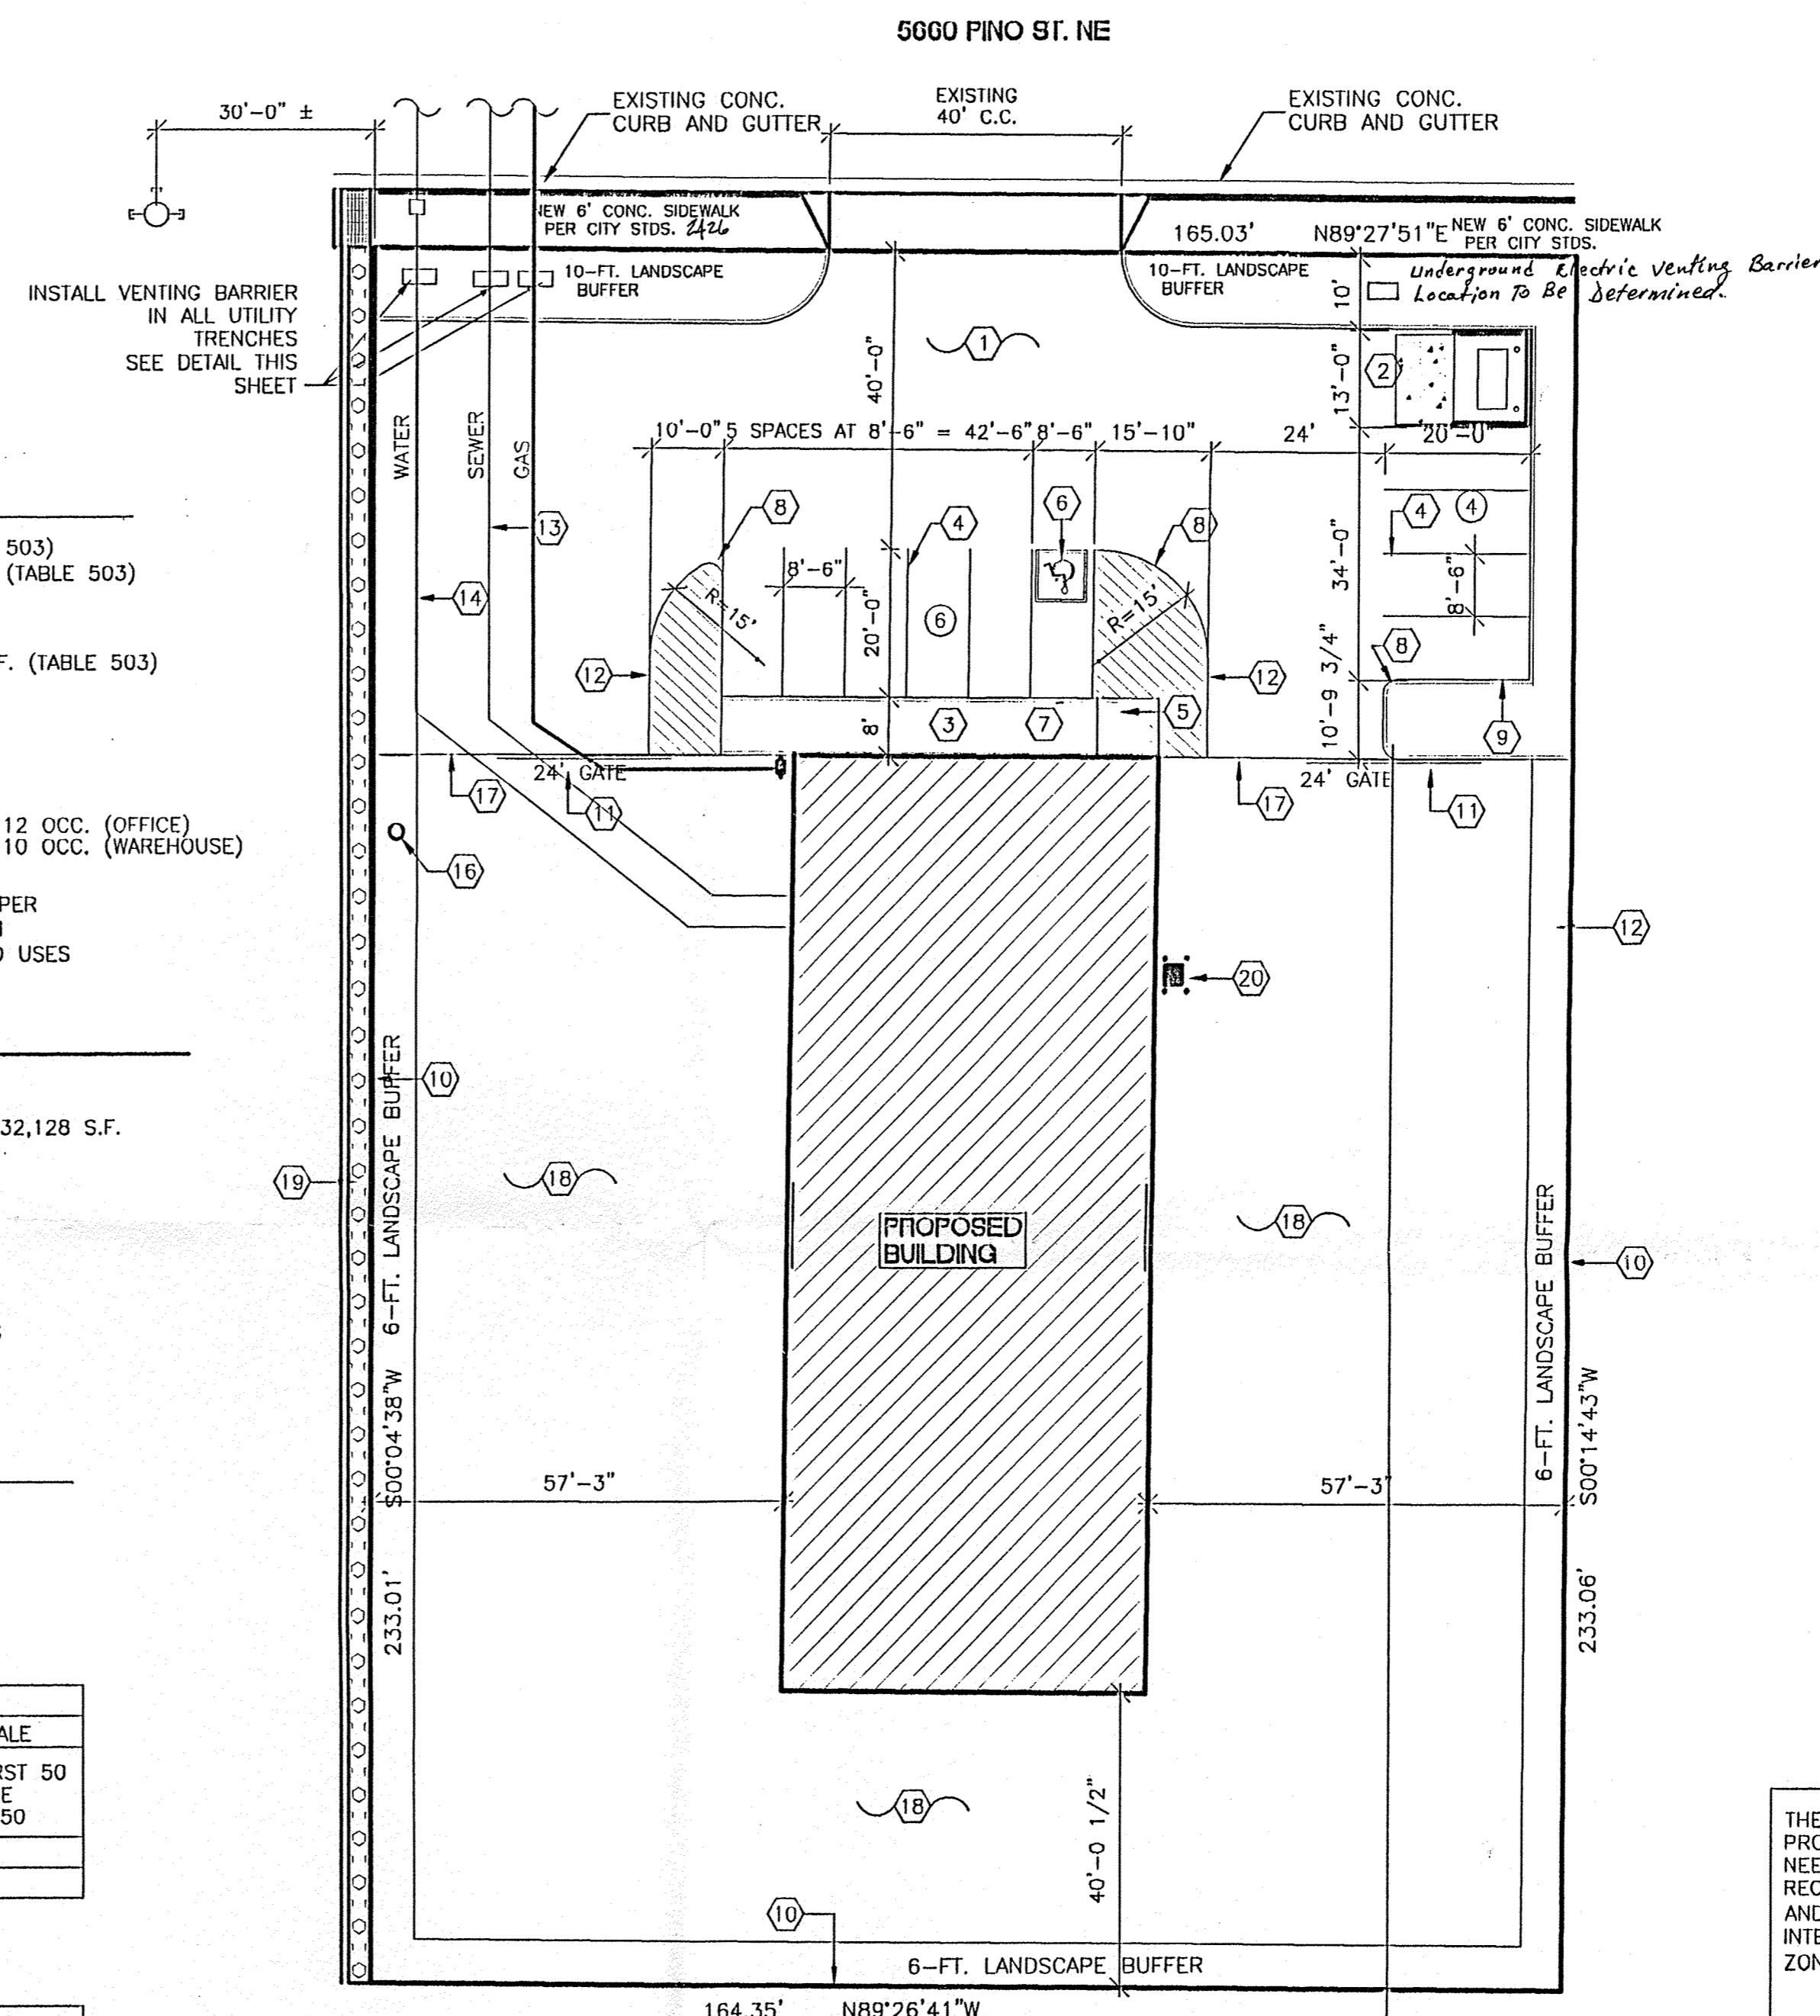 5660 PINO ST. NE
30'-0" ±
EXISTING CONC.
CURB AND GUTTER
EXISTING
40' C.C.
EXISTING CONC.
CURB AND GUTTER
NEW 6' CONC. SIDEWALK
PER CITY STDS. 2426
165.03'
N89°27'51"E
NEW 6' CONC. SIDEWALK
PER CITY STDS.
10-FT. LANDSCAPE
BUFFER
10-FT. LANDSCAPE
BUFFER
Underground Electric Venting Barrier
Location To Be Determined.
INSTALL VENTING BARRIER
IN ALL UTILITY
TRENCHES
SEE DETAIL THIS
SHEET
10'
1
2
40'-0"
13'-0"
WATER
SEWER
GAS
10'-0"
5 SPACES AT 8'-6" = 42'-6"
8'-6"
15'-10"
24'
20'-0"
8
4
6
8
4
4
13
34'-0"
503)
(TABLE 503)
8'-6"
8'-6"
14
R=15'
20'-0"
6
R=15'
F. (TABLE 503)
12
12
8
3
7
5
8'
10'-9 3/4"
9
24' GATE
24' GATE
17
11
17
11
12 OCC. (OFFICE)
10 OCC. (WAREHOUSE)
16
PER
USES
12
20
10
6-FT. LANDSCAPE BUFFER
32,128 S.F.
19
18
PROPOSED
BUILDING
18
6-FT. LANDSCAPE BUFFER
10
S00°04'38"W
S00°14'43"W
57'-3"
57'-3"
233.01'
233.06'
ALE
RST 50
E
50
18
40'-0 1/2"
THE
PRO
NEE
REC
AND
INTE
ZON
10
6-FT. LANDSCAPE BUFFER
164.35'
N89°26'41"W